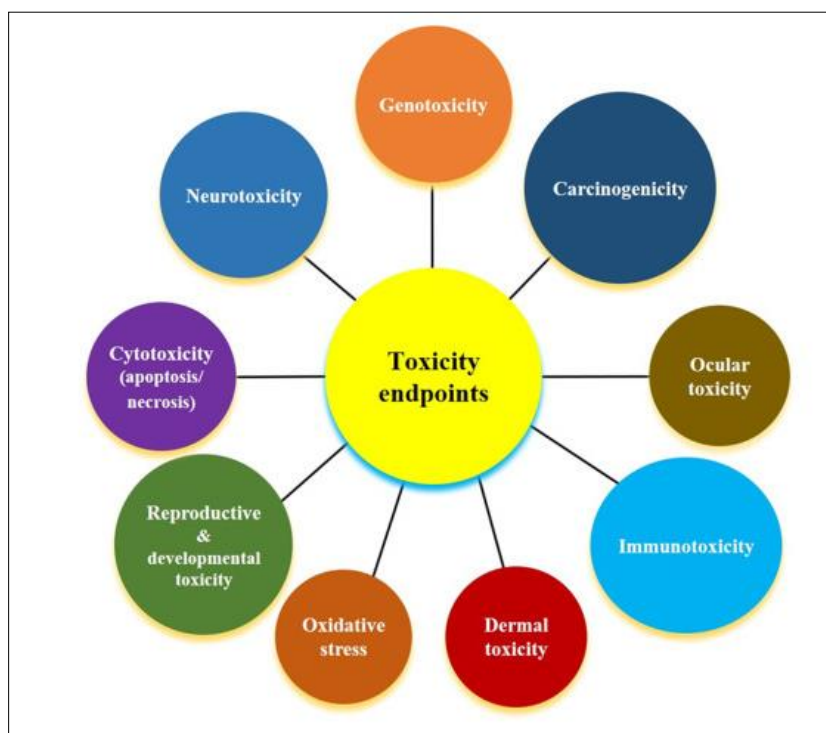 Genotoxicity
Carcinogenicity
Neurotoxicity
Toxicity
endpoints
Cytotoxicity
(apoptosis/
necrosis)
Ocular
toxicity
Reproductive
&
developmental
toxicity
Immunotoxicity
Oxidative
stress
Dermal
toxicity